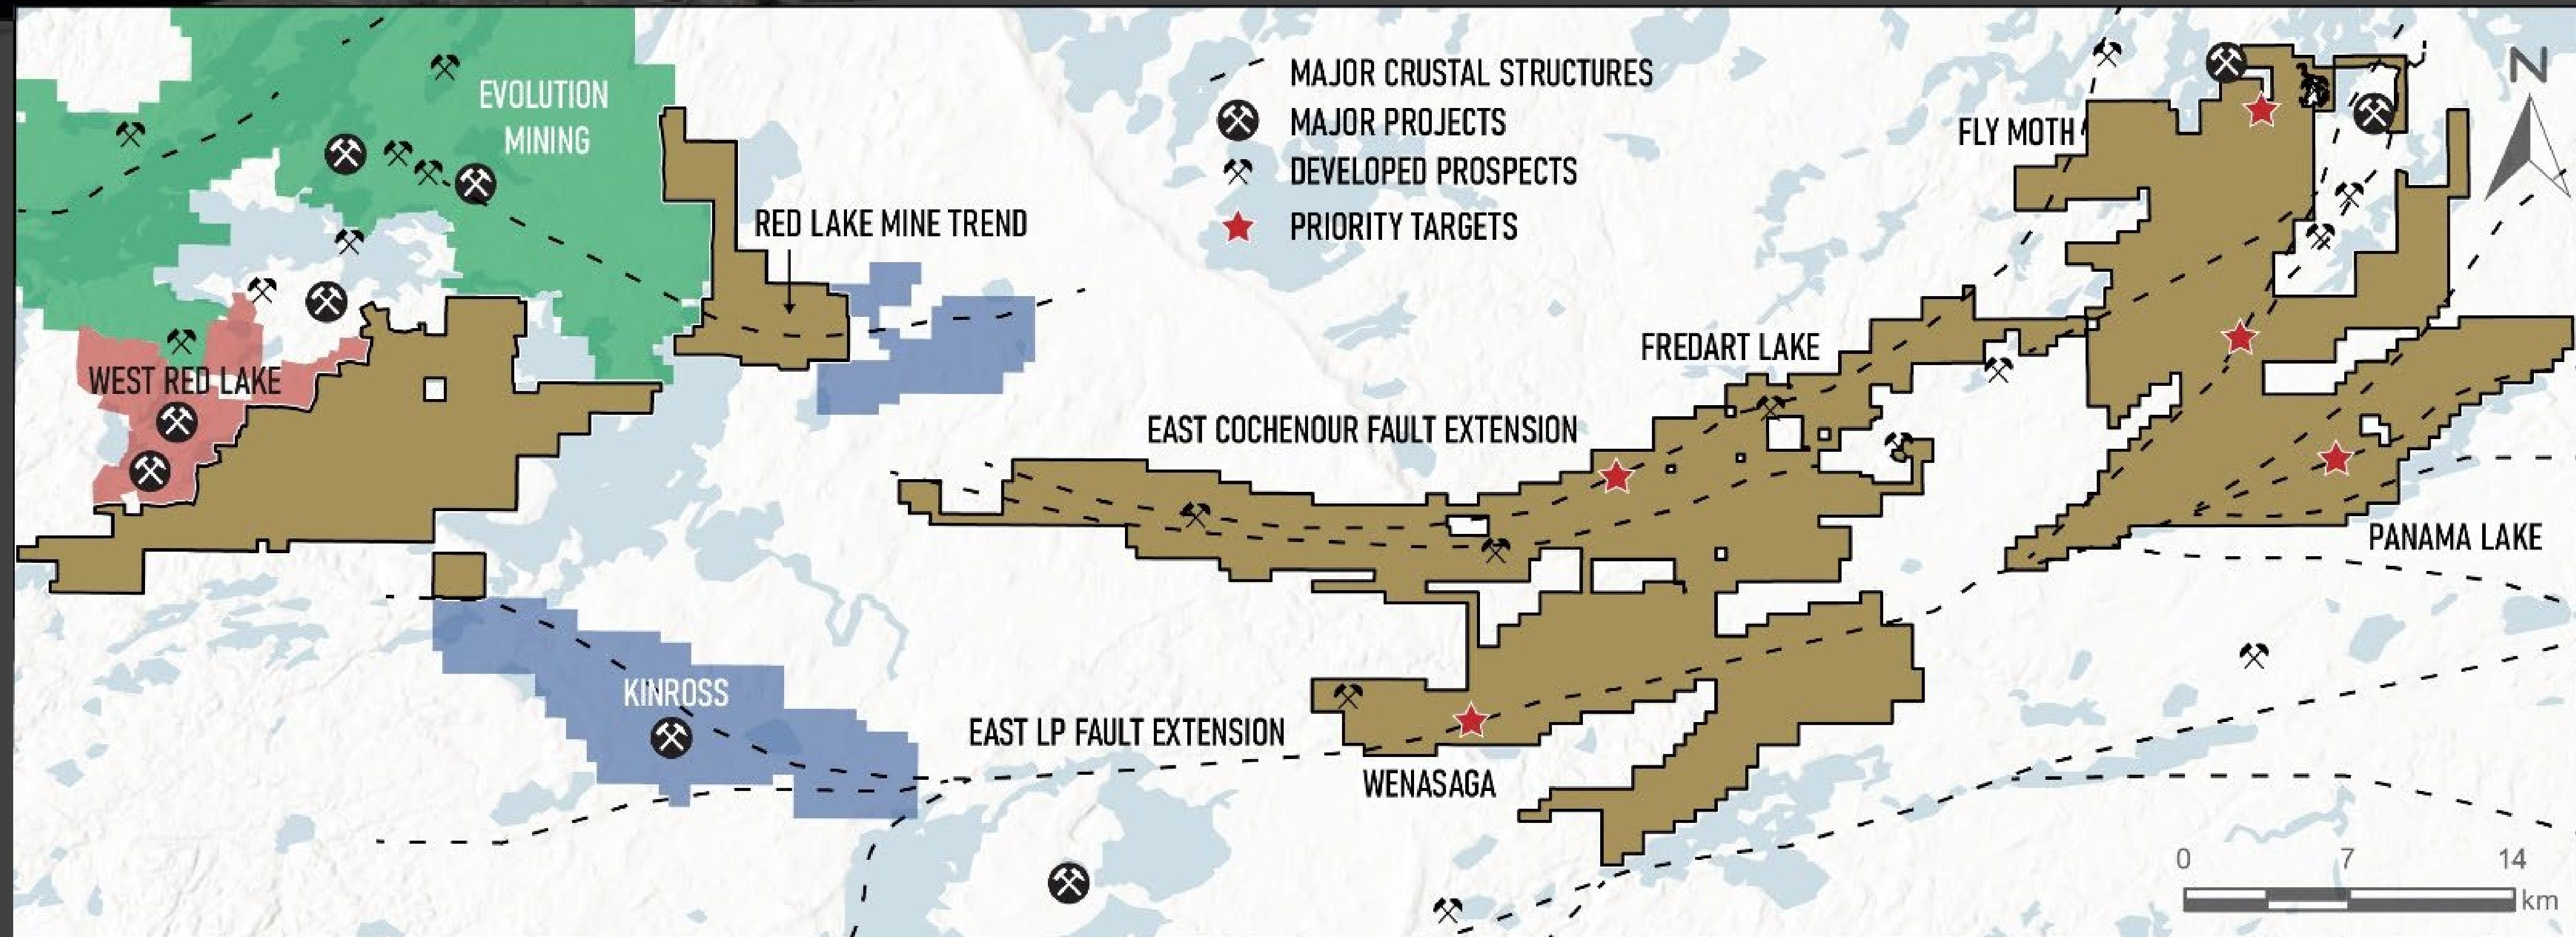 EVOLUTION
MINING
MAJOR CRUSTAL STRUCTURES
MAJOR PROJECTS
DEVELOPED PROSPECTS
PRIORITY TARGETS
N
FLY MOTH
RED LAKE MINE TREND
FREDART LAKE
WEST RED LAKE
EAST COCHENOUR FAULT EXTENSION
PANAMA LAKE
KINROSS
EAST LP FAULT EXTENSION
WENASAGA
0 7 14
km